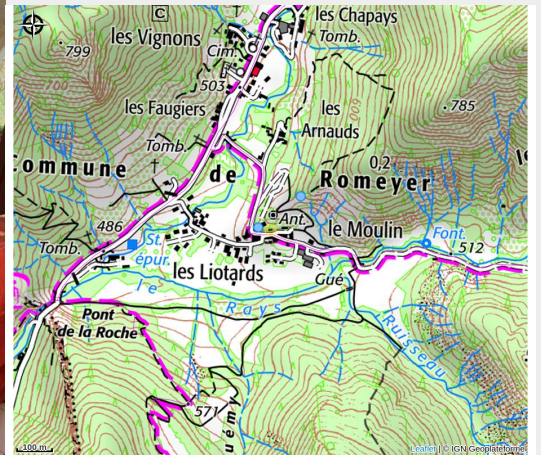 C
les Chapays
les Vignons
Tomb.
799
Cim.
503
700
600
785
les Faugiers
les
Arnauds
Tomb.
0,2
Commune de Romeyer
Ant.
le Moulin
486
St.
épur.
Tomb.
Font.
512
les Liotards
Gué
le Rays
Pont
de la Roche
Ruisseau
571
100 m
Leaflet | © IGN Geoplateforme